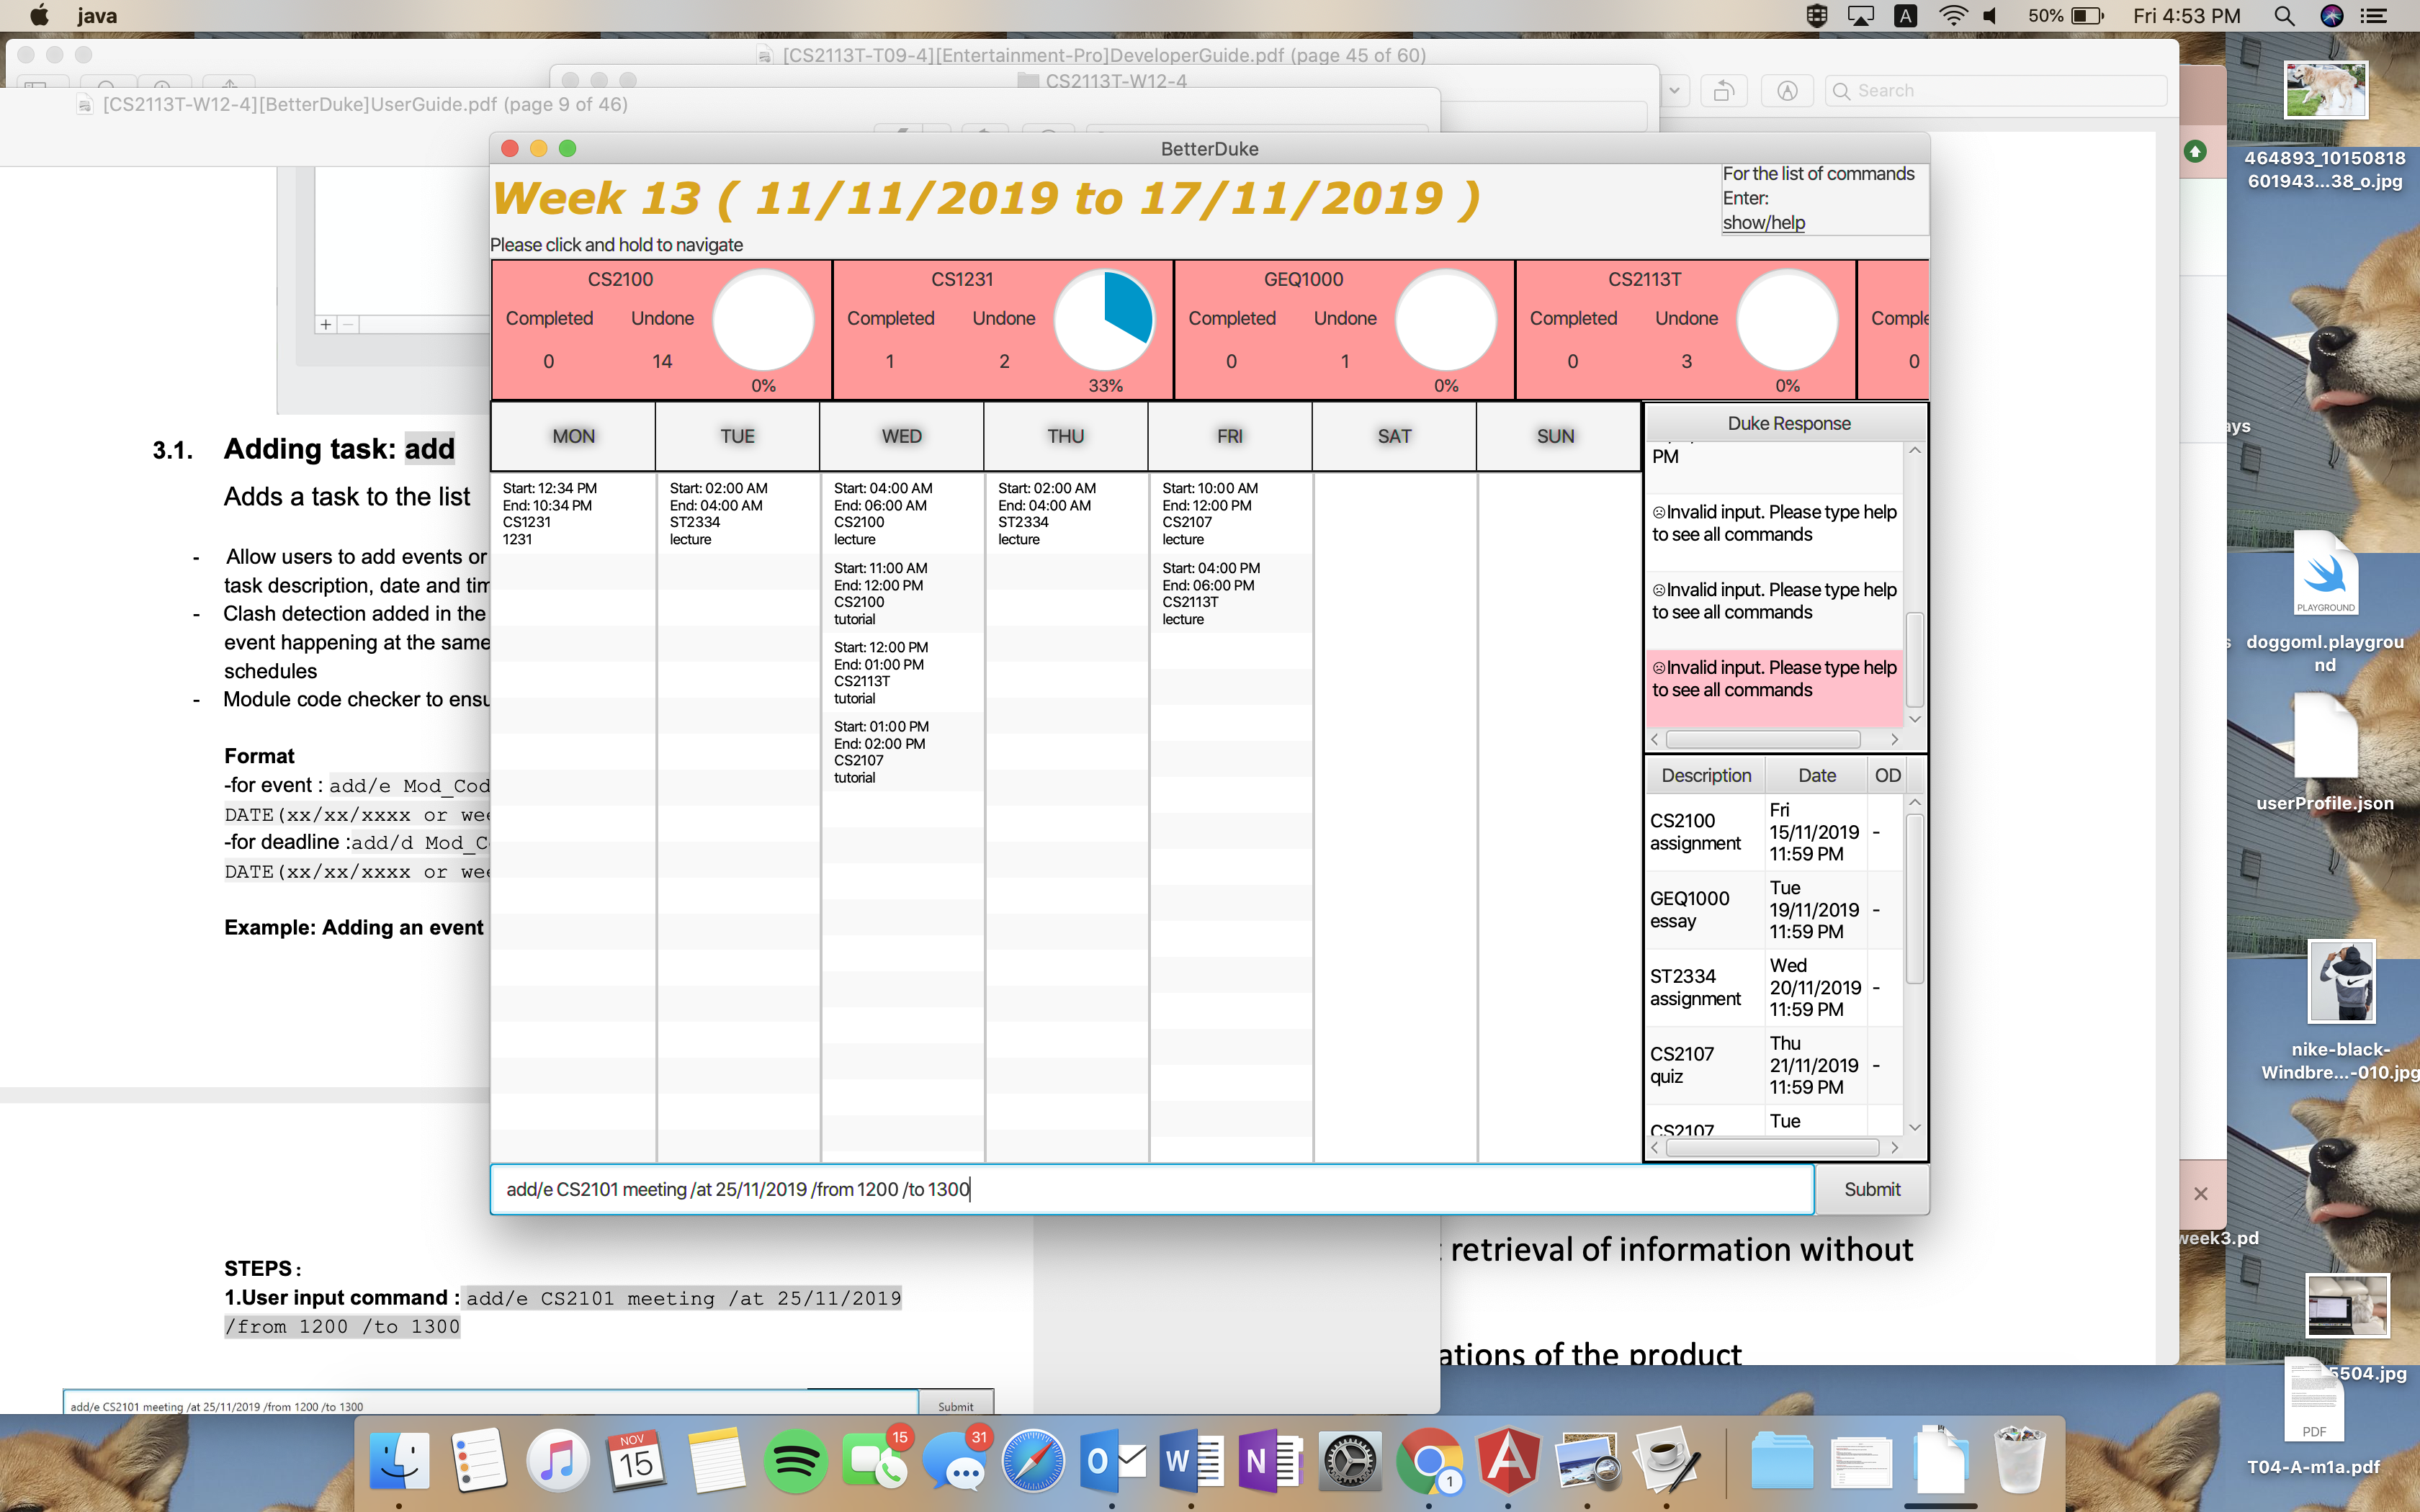 java
50%
Fri 4:53 PM
[CS2113T-T09-4][Entertainment-Pro]DeveloperGuide.pdf (page 45 of 60)
CS2113T-W12-4
[CS2113T-W12-4][BetterDuke]UserGuide.pdf (page 9 of 46)
Search
BetterDuke
Week 13 ( 11/11/2019 to 17/11/2019 )
For the list of commands
Enter:
show/help
Please click and hold to navigate
CS2100
Completed Undone
0 14
0%
CS1231
Completed Undone
1 2
33%
GEQ1000
Completed Undone
0 1
0%
CS2113T
Completed Undone
0 3
0%
Comple
0
MON TUE WED THU FRI SAT SUN
Start: 12:34 PM
End: 10:34 PM
CS1231
1231
Start: 02:00 AM
End: 04:00 AM
ST2334
lecture
Start: 04:00 AM
End: 06:00 AM
CS2100
lecture
Start: 11:00 AM
End: 12:00 PM
CS2100
tutorial
Start: 12:00 PM
End: 01:00 PM
CS2113T
tutorial
Start: 01:00 PM
End: 02:00 PM
CS2107
tutorial
Start: 02:00 AM
End: 04:00 AM
ST2334
lecture
Start: 10:00 AM
End: 12:00 PM
CS2107
lecture
Start: 04:00 PM
End: 06:00 PM
CS2113T
lecture
Duke Response
PM
☹Invalid input. Please type help
to see all commands
☹Invalid input. Please type help
to see all commands
☹Invalid input. Please type help
to see all commands
Description Date OD
CS2100
assignment
Fri
15/11/2019
11:59 PM
-
GEQ1000
essay
Tue
19/11/2019
11:59 PM
-
ST2334
assignment
Wed
20/11/2019
11:59 PM
-
CS2107
quiz
Thu
21/11/2019
11:59 PM
-
CS2107
Tue
add/e CS2101 meeting /at 25/11/2019 /from 1200 /to 1300
Submit
3.1. Adding task: add
Adds a task to the list
- Allow users to add events or
task description, date and tim
- Clash detection added in the
event happening at the same
schedules
- Module code checker to ensu
Format
-for event : add/e Mod_Cod
DATE(xx/xx/xxxx or wee
-for deadline :add/d Mod_C
DATE(xx/xx/xxxx or wee
Example: Adding an event
STEPS :
1.User input command : add/e CS2101 meeting /at 25/11/2019
/from 1200 /to 1300
add/e CS2101 meeting /at 25/11/2019 /from 1200 /to 1300
Submit
retrieval of information without
ations of the product
464893_10150818
601943...38_o.jpg
ays
PLAYGROUND
doggoml.playgrou
nd
userProfile.json
nike-black-
Windbre...-010.jpg
week3.pd
5504.jpg
PDF
T04-A-m1a.pdf
NOV
15
15
31
1